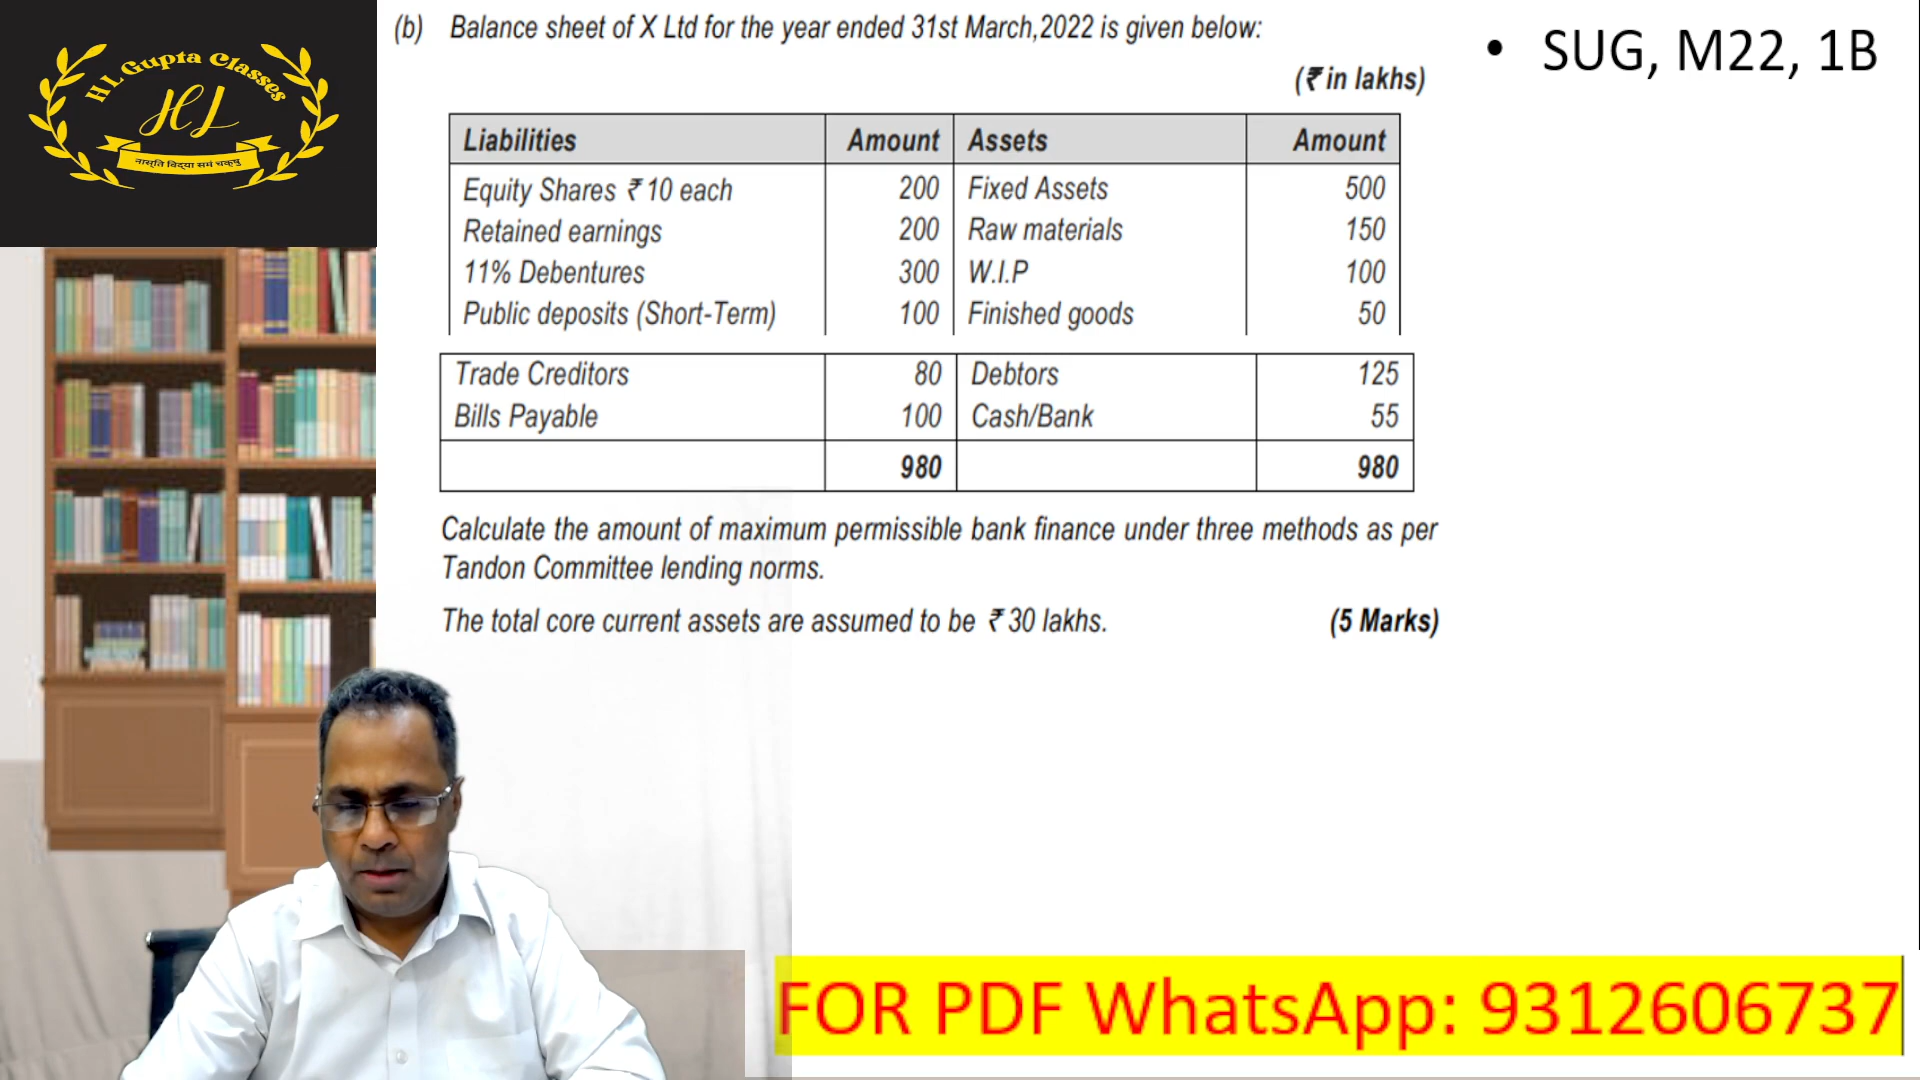 H L Gupta Classes
HL
नास्ति विद्या समं चक्षु
(b) Balance sheet of X Ltd for the year ended 31st March,2022 is given below:
(₹ in lakhs)
Liabilities Amount Assets Amount
Equity Shares ₹ 10 each 200 Fixed Assets 500
Retained earnings 200 Raw materials 150
11% Debentures 300 W.I.P 100
Public deposits (Short-Term) 100 Finished goods 50
Trade Creditors 80 Debtors 125
Bills Payable 100 Cash/Bank 55
980 980
Calculate the amount of maximum permissible bank finance under three methods as per
Tandon Committee lending norms.
The total core current assets are assumed to be ₹ 30 lakhs. (5 Marks)
• SUG, M22, 1B
FOR PDF WhatsApp: 9312606737